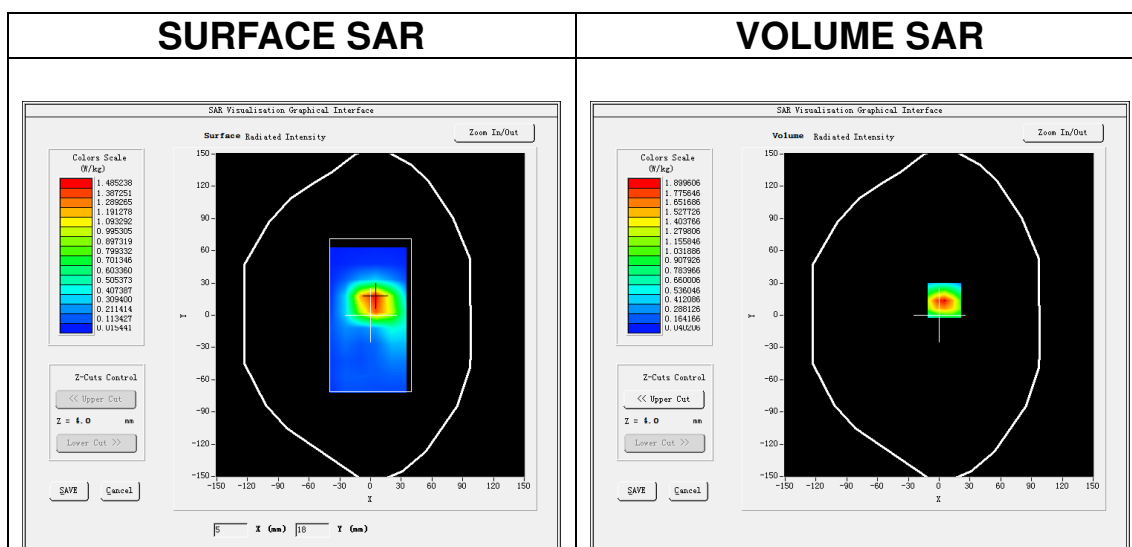 SURFACE SAR
VOLUME SAR
SAR Visualisation Graphical Interface
Surface Radiated Intensity
Zoom In/Out
Colors Scale
(W/kg)
1.485238
1.387251
1.289265
1.191278
1.093292
0.995305
0.897319
0.799332
0.701346
0.603360
0.505373
0.407387
0.309400
0.211414
0.113427
0.015441
150
120
90
60
30
0
-30
-60
-90
-120
-150
Y
-150 -120 -90 -60 -30 0 30 60 90 120 150
X
Z-Cuts Control
<< Upper Cut
Z = 4.0 mm
Lower Cut >>
SAVE Cancel
5 X (mm) 18 Y (mm)
SAR Visualisation Graphical Interface
Volume Radiated Intensity
Zoom In/Out
Colors Scale
(W/kg)
1.899606
1.775646
1.651686
1.527726
1.403766
1.279806
1.155846
1.031886
0.907926
0.783966
0.660006
0.536046
0.412086
0.288126
0.164166
0.040206
150
120
90
60
30
0
-30
-60
-90
-120
-150
Y
-150 -120 -90 -60 -30 0 30 60 90 120 150
X
Z-Cuts Control
<< Upper Cut
Z = 4.0 mm
Lower Cut >>
SAVE Cancel